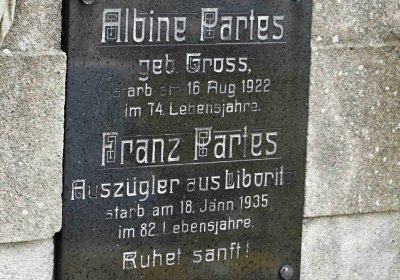 Albine Partes
geb Gross,
starb am 16 Aug 1922
im 74. Lebensjahre.
Franz Partes
Auszügler aus Liboritz
starb am 18. Jänn 1935
im 82. Lebensjahre.
Ruhet sanft!